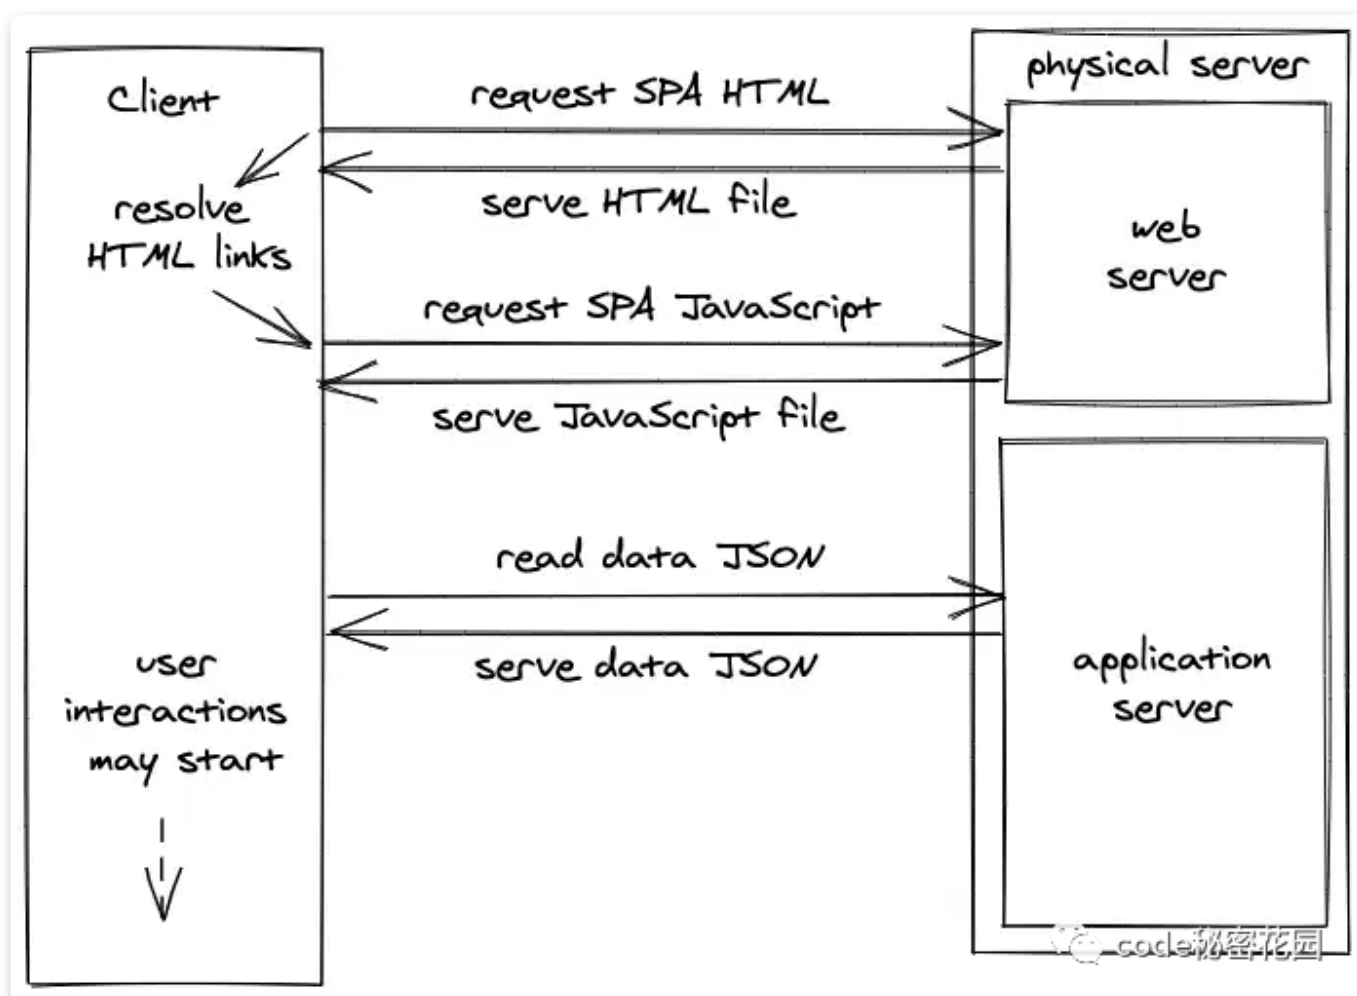 Client
physical server
request SPA HTML
serve HTML file
resolve
HTML links
web
server
request SPA JavaScript
serve JavaScript file
read data JSON
serve data JSON
user
interactions
may start
application
server
code秘密花园